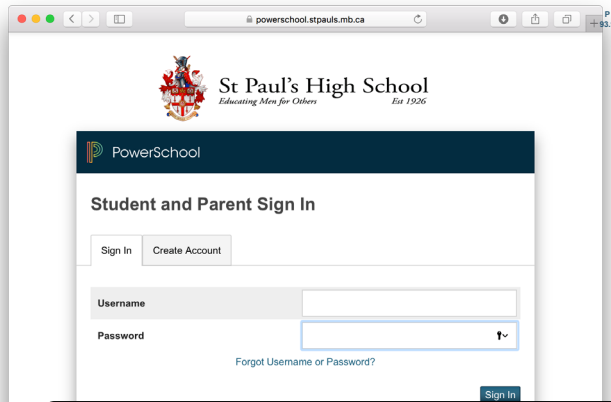 powerschool.stpauls.mb.ca
P
93.
St Paul's High School
Educating Men for Others Est 1926
PowerSchool
Student and Parent Sign In
Sign In Create Account
Username
Password
Forgot Username or Password?
Sign In